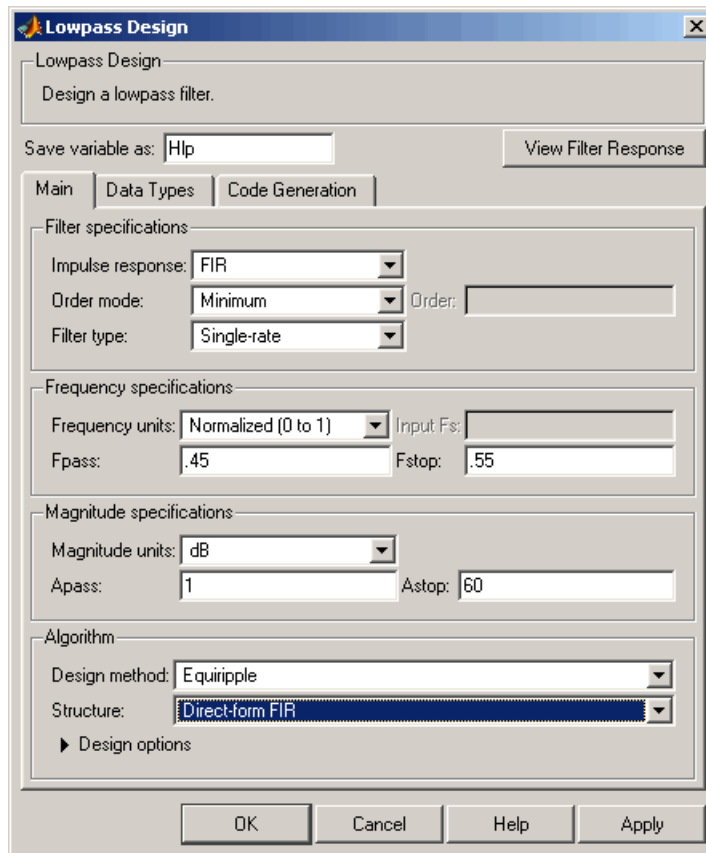 Lowpass Design
Lowpass Design
Design a lowpass filter.
Save variable as: Hlp View Filter Response
Main Data Types Code Generation
Filter specifications
Impulse response: FIR
Order mode: Minimum Order:
Filter type: Single-rate
Frequency specifications
Frequency units: Normalized (0 to 1) Input Fs:
Fpass: .45 Fstop: .55
Magnitude specifications
Magnitude units: dB
Apass: 1 Astop: 60
Algorithm
Design method: Equiripple
Structure: Direct-form FIR
Design options
OK Cancel Help Apply